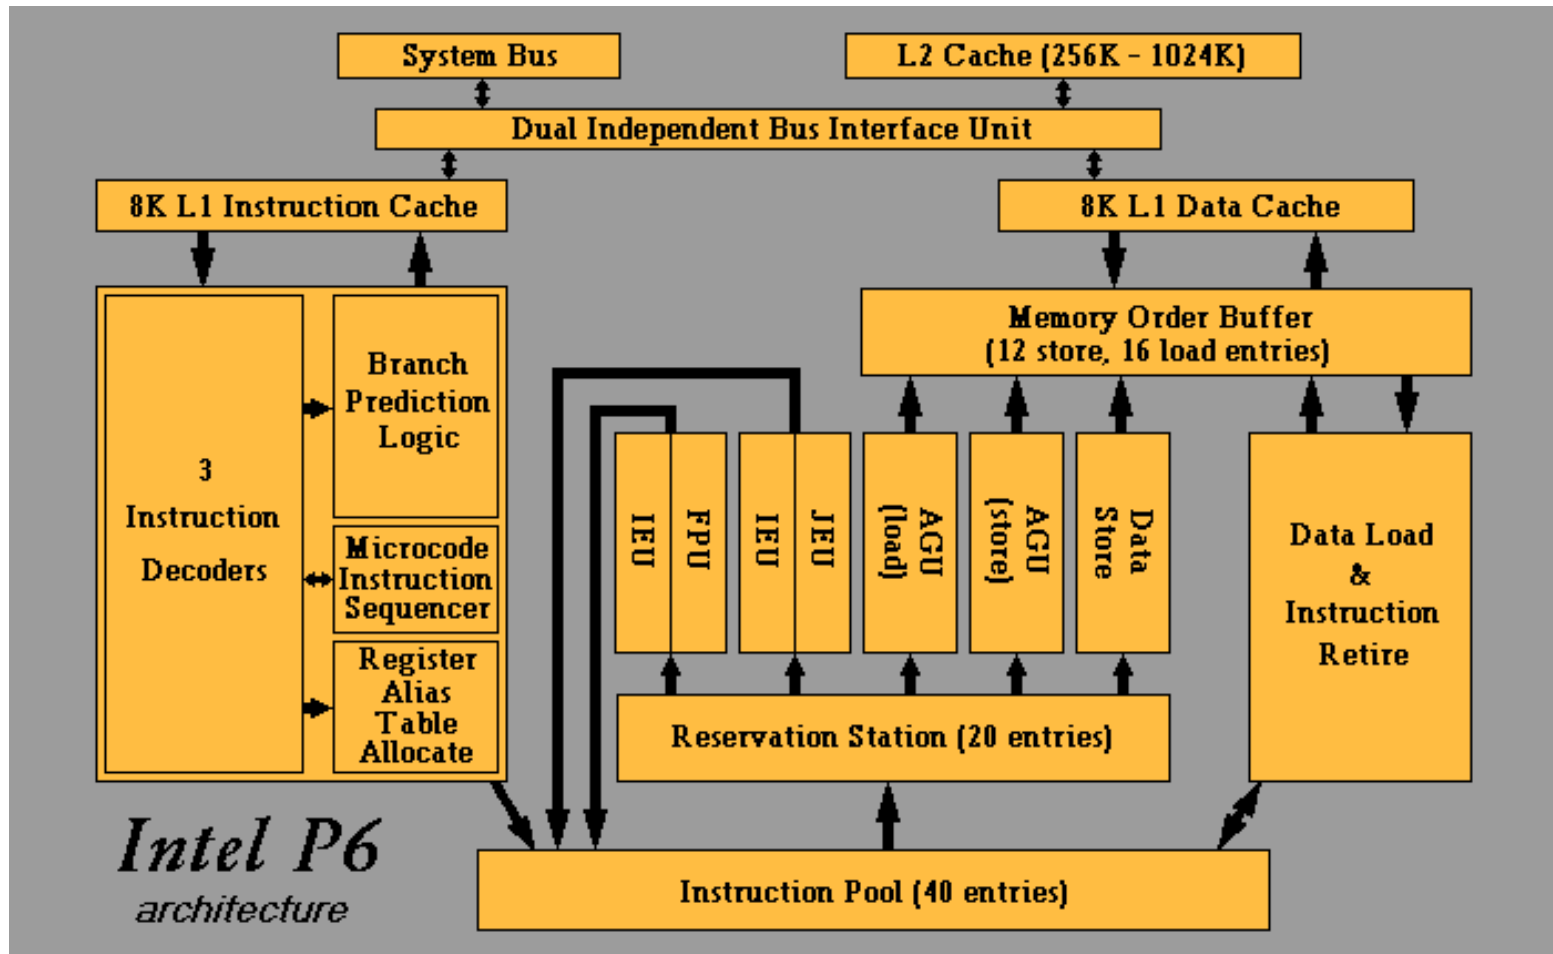 System Bus
L2 Cache (256K - 1024K)
Dual Independent Bus Interface Unit
8K L1 Instruction Cache
8K L1 Data Cache
3
Instruction
Decoders
Branch
Prediction
Logic
Microcode
Instruction
Sequencer
Register
Alias
Table
Allocate
Memory Order Buffer
(12 store, 16 load entries)
IEU
FPU
IEU
JEU
AGU
(load)
AGU
(store)
Data
Store
Data Load
&
Instruction
Retire
Reservation Station (20 entries)
Instruction Pool (40 entries)
Intel P6
architecture